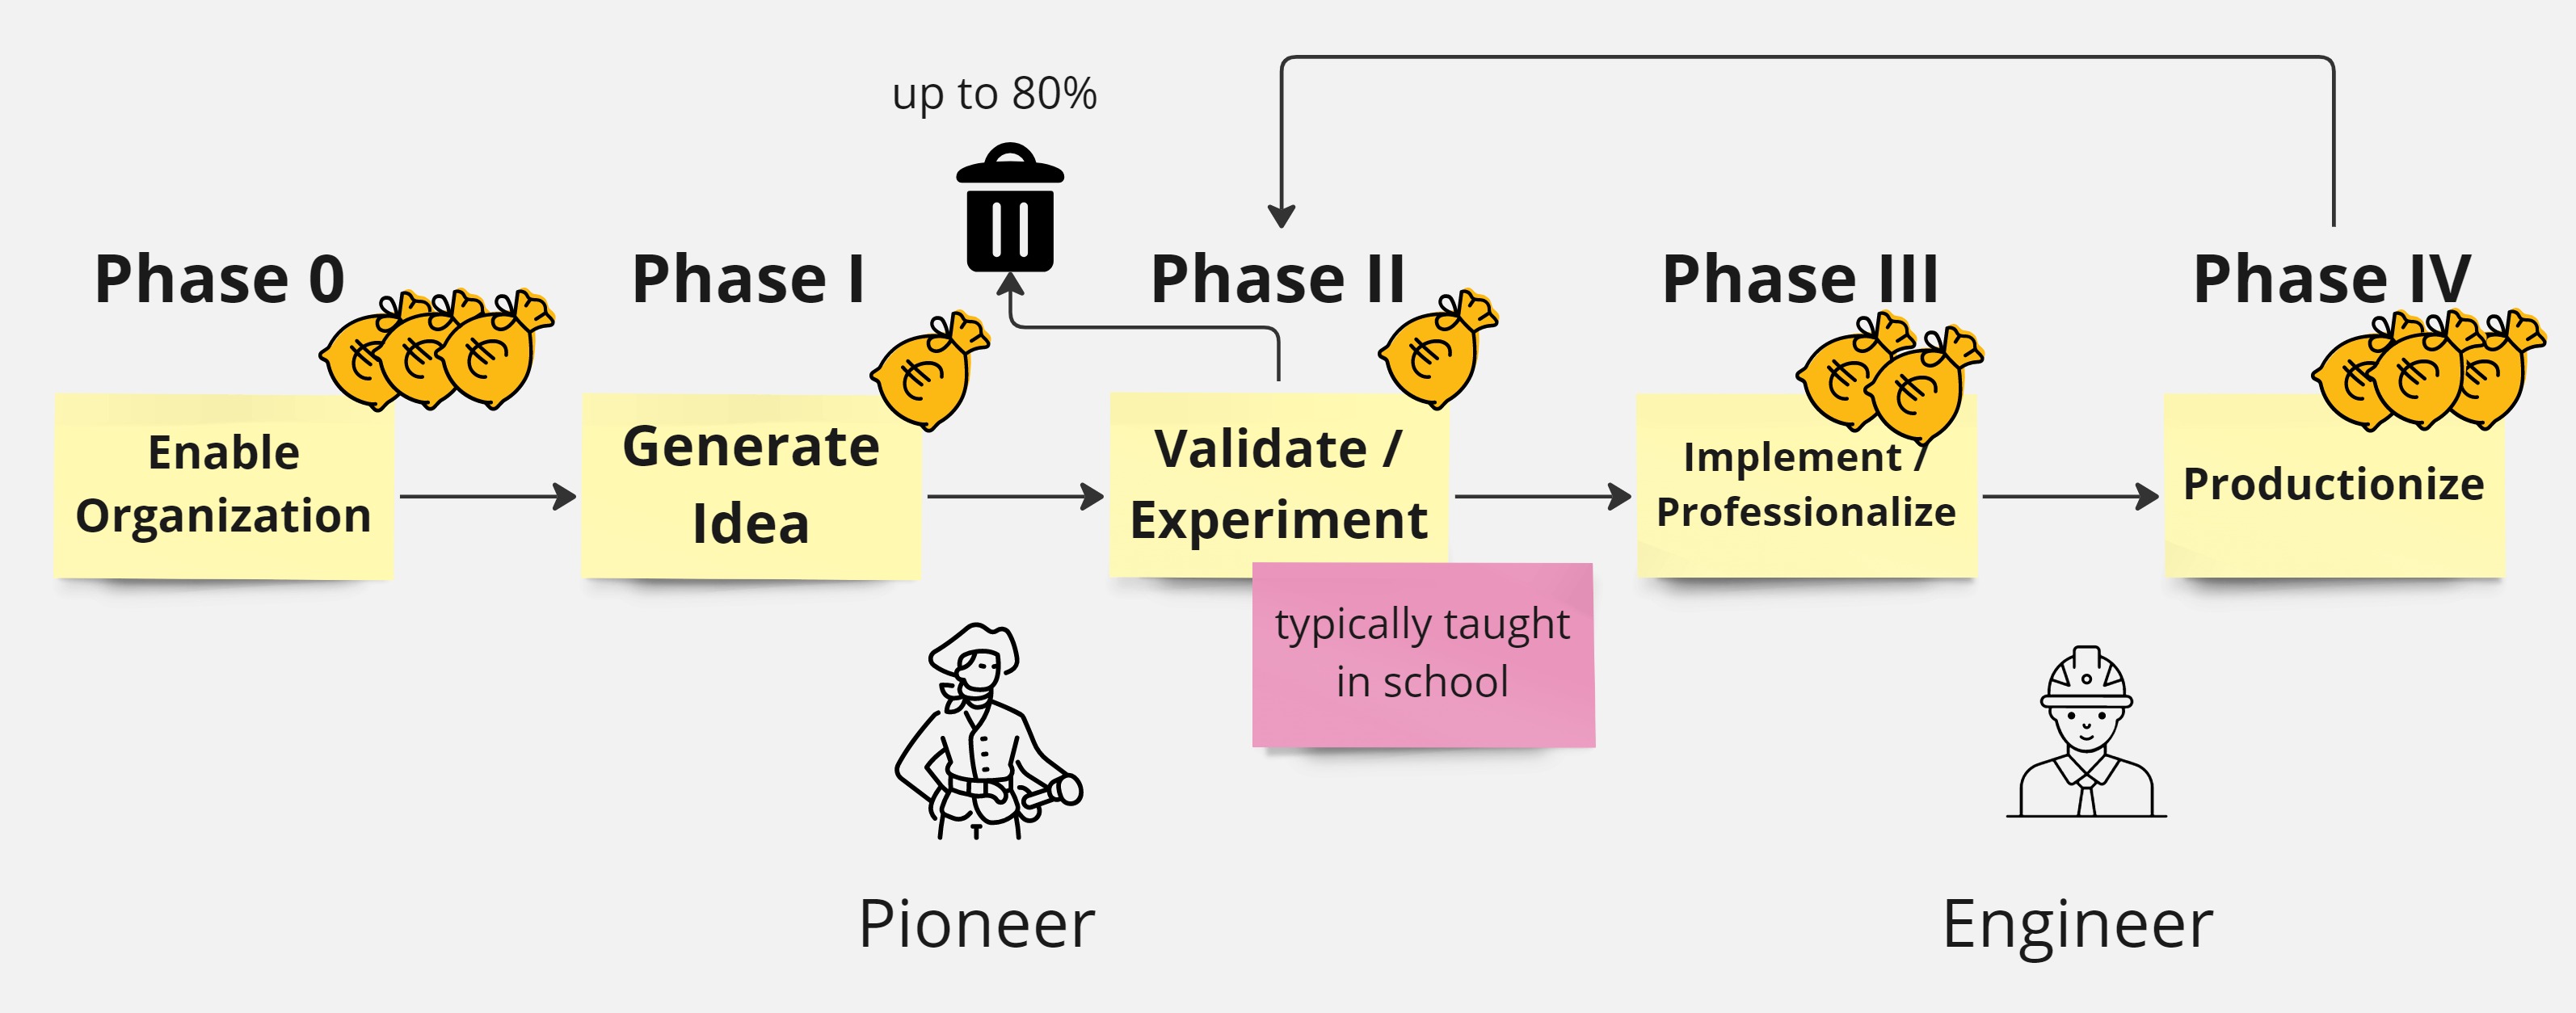 up to 80%
Phase 0
Phase I
Phase II
Phase III
Phase IV
Enable
Organization
Generate
Idea
Validate /
Experiment
Implement /
Professionalize
Productionize
typically taught
in school
Pioneer
Engineer